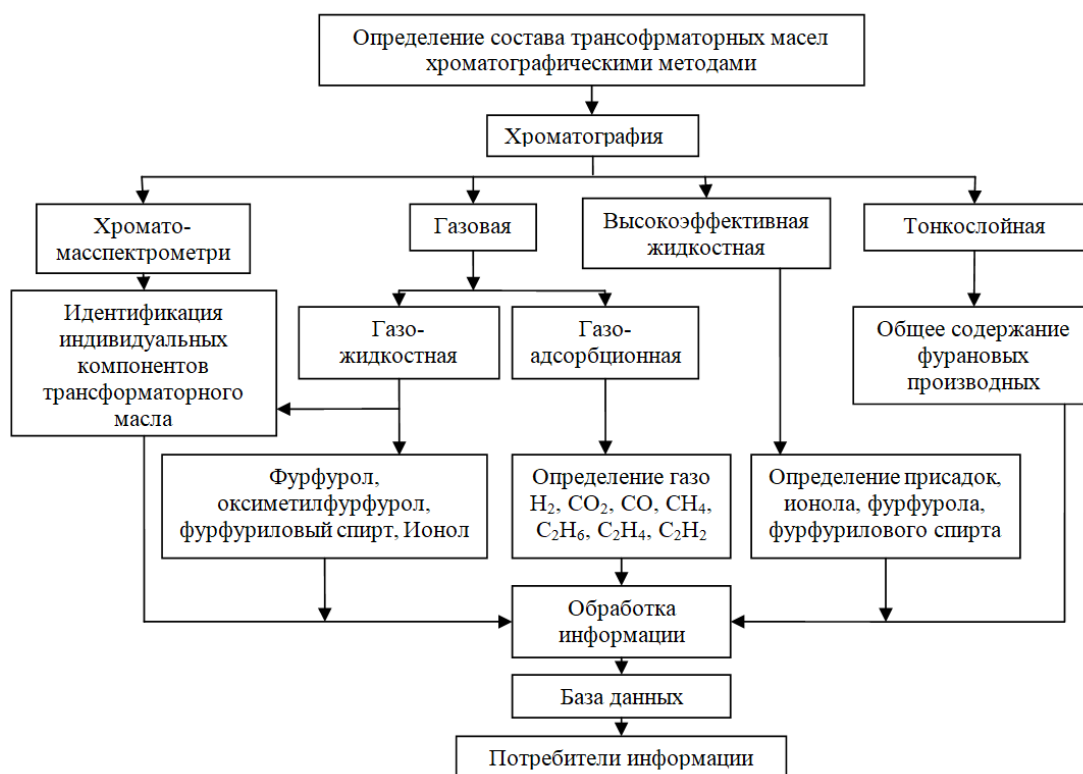 Определение состава трансофрматорных масел
хроматографическими методами
Хроматография
Хромато-
масспектрометри
Газовая
Высокоэффективная
жидкостная
Тонкослойная
Идентификация
индивидуальных
компонентов
трансформаторного
масла
Газо-
жидкостная
Газо-
адсорбционная
Общее содержание
фурановых
производных
Фурфурол,
оксиметилфурфурол,
фурфуриловый спирт, Ионол
Определение газо
H₂, CO₂, CO, CH₄,
C₂H₆, C₂H₄, C₂H₂
Определение присадок,
ионола, фурфурола,
фурфурилового спирта
Обработка
информации
База данных
Потребители информации